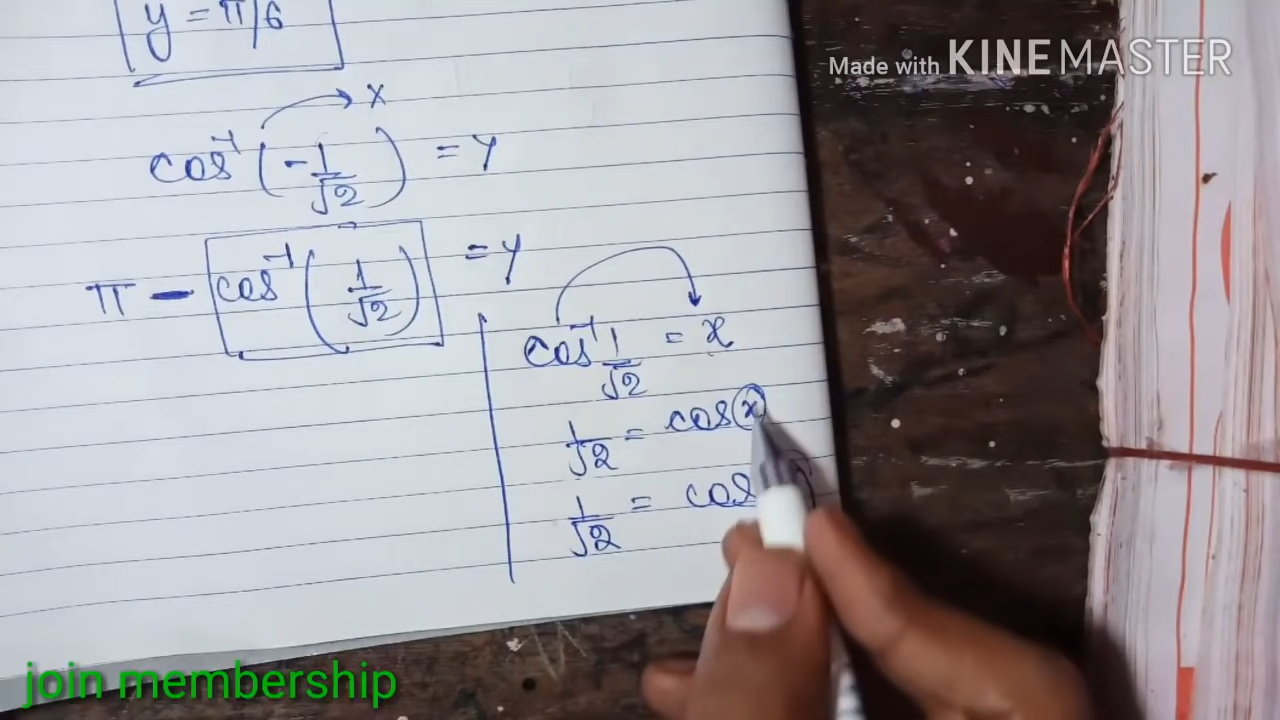 y = π/6
Made with KINEMASTER
x
cos⁻¹(-1/√2) = y
π - cos⁻¹(1/√2) = y
cos⁻¹ 1/√2 = x
1/√2 = cos(x)
1/√2 = cos
join membership